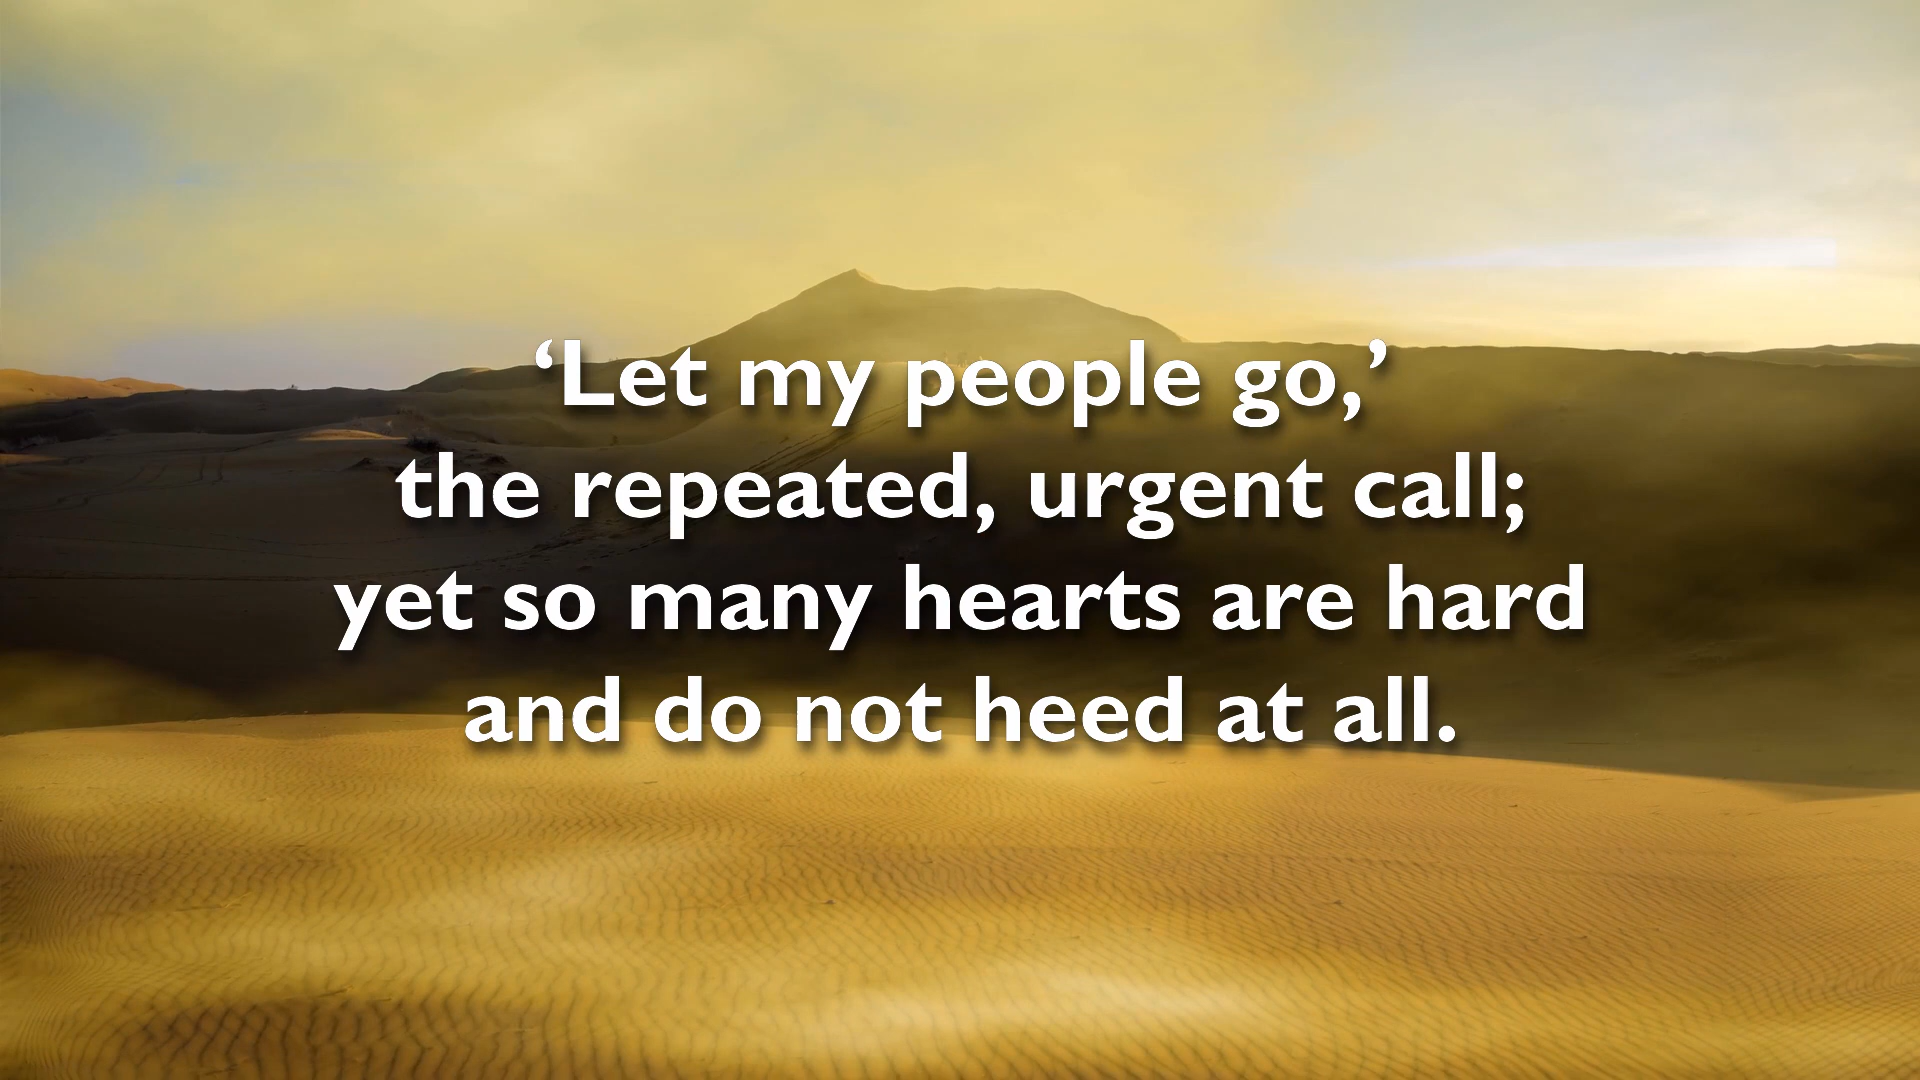 ‘Let my people go,’
the repeated, urgent call;
yet so many hearts are hard
and do not heed at all.